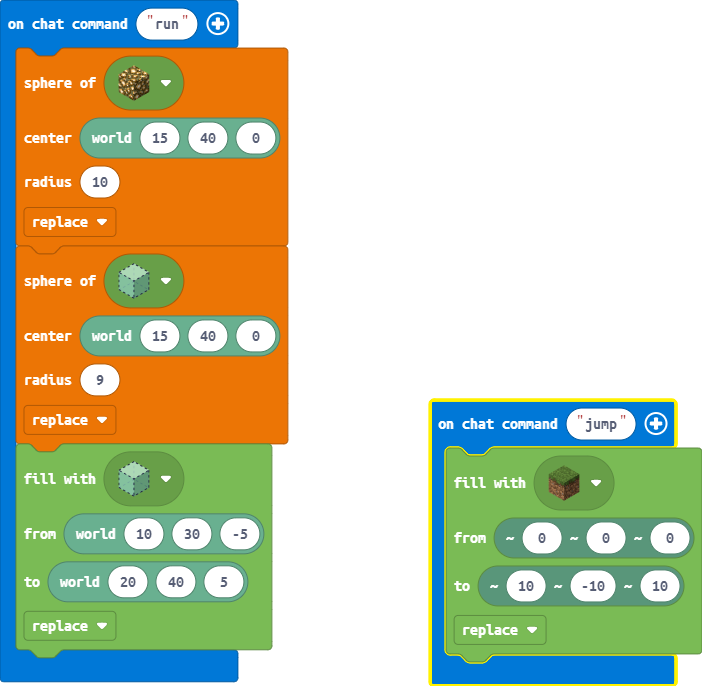 on chat command "run"
sphere of
center world 15 40 0
radius 10
replace
sphere of
center world 15 40 0
radius 9
replace
fill with
from world 10 30 -5
to world 20 40 5
replace
on chat command "jump"
fill with
from ~ 0 ~ 0 ~ 0
to ~ 10 ~ -10 ~ 10
replace